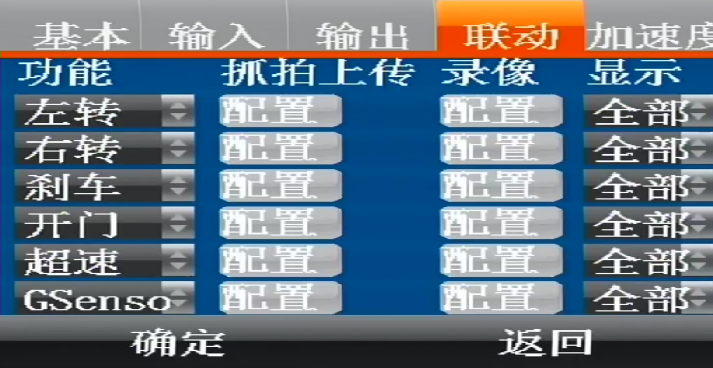 基本 输入 输出 联动 加速度
功能 抓拍上传 录像 显示
左转 配置 配置 全部
右转 配置 配置 全部
刹车 配置 配置 全部
开门 配置 配置 全部
超速 配置 配置 全部
GSenso 配置 配置 全部
确定 返回